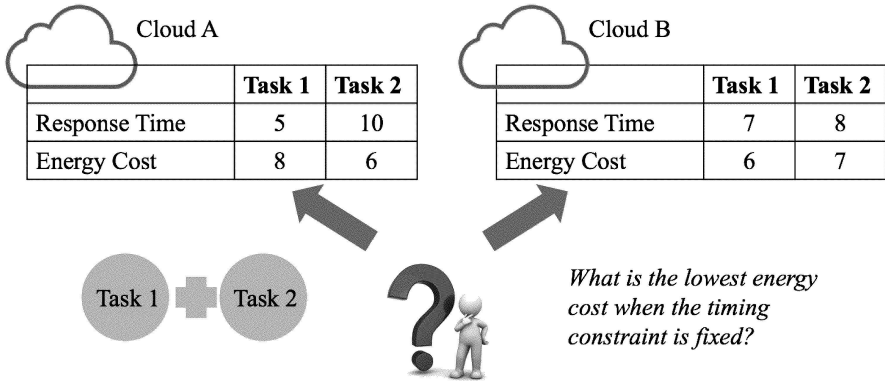 Cloud A
Task 1 Task 2
Response Time 5 10
Energy Cost 8 6
Cloud B
Task 1 Task 2
Response Time 7 8
Energy Cost 6 7
Task 1 Task 2
What is the lowest energy
cost when the timing
constraint is fixed?